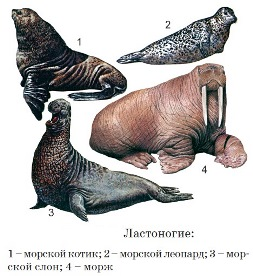 1
2
3
4
Ластоногие:
1 – морской котик; 2 – морской леопард; 3 – мор-
ской слон; 4 – морж